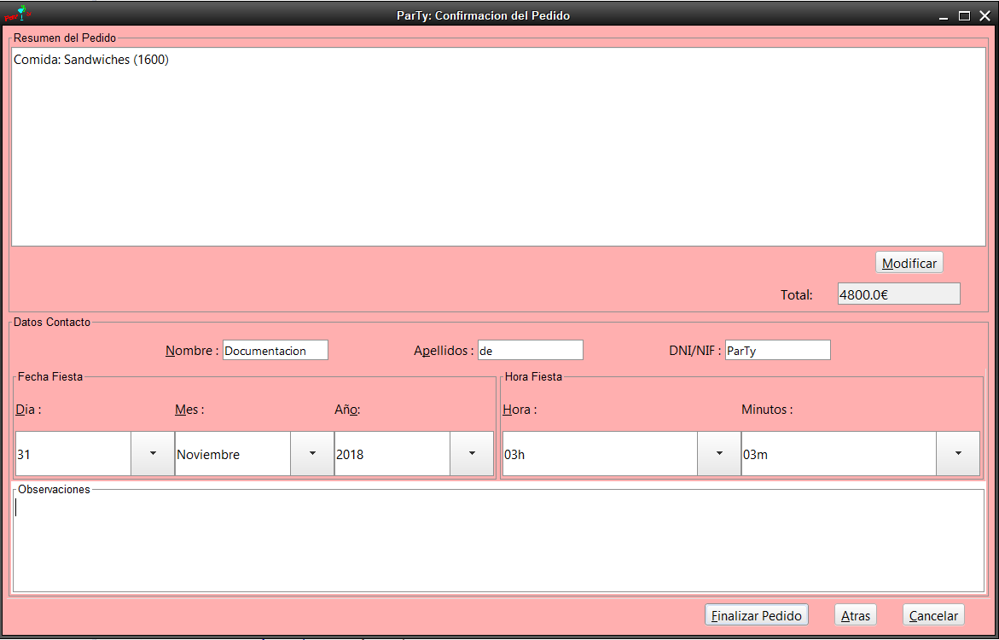 ParTy: Confirmacion del Pedido
Resumen del Pedido
Comida: Sandwiches (1600)
Modificar
Total: 4800.0€
Datos Contacto
Nombre : Documentacion Apellidos : de DNI/NIF : ParTy
Fecha Fiesta Hora Fiesta
Dia : Mes : Año: Hora : Minutos :
31 Noviembre 2018 03h 03m
Observaciones
Finalizar Pedido Atras Cancelar